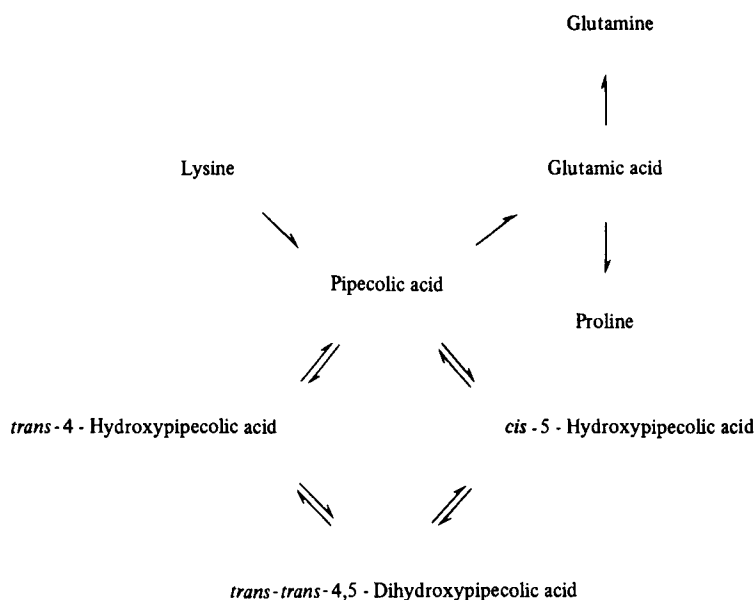 Glutamine
Lysine
Glutamic acid
Pipecolic acid
Proline
trans-4 - Hydroxypipecolic acid
cis -5 - Hydroxypipecolic acid
trans-trans-4,5 - Dihydroxypipecolic acid